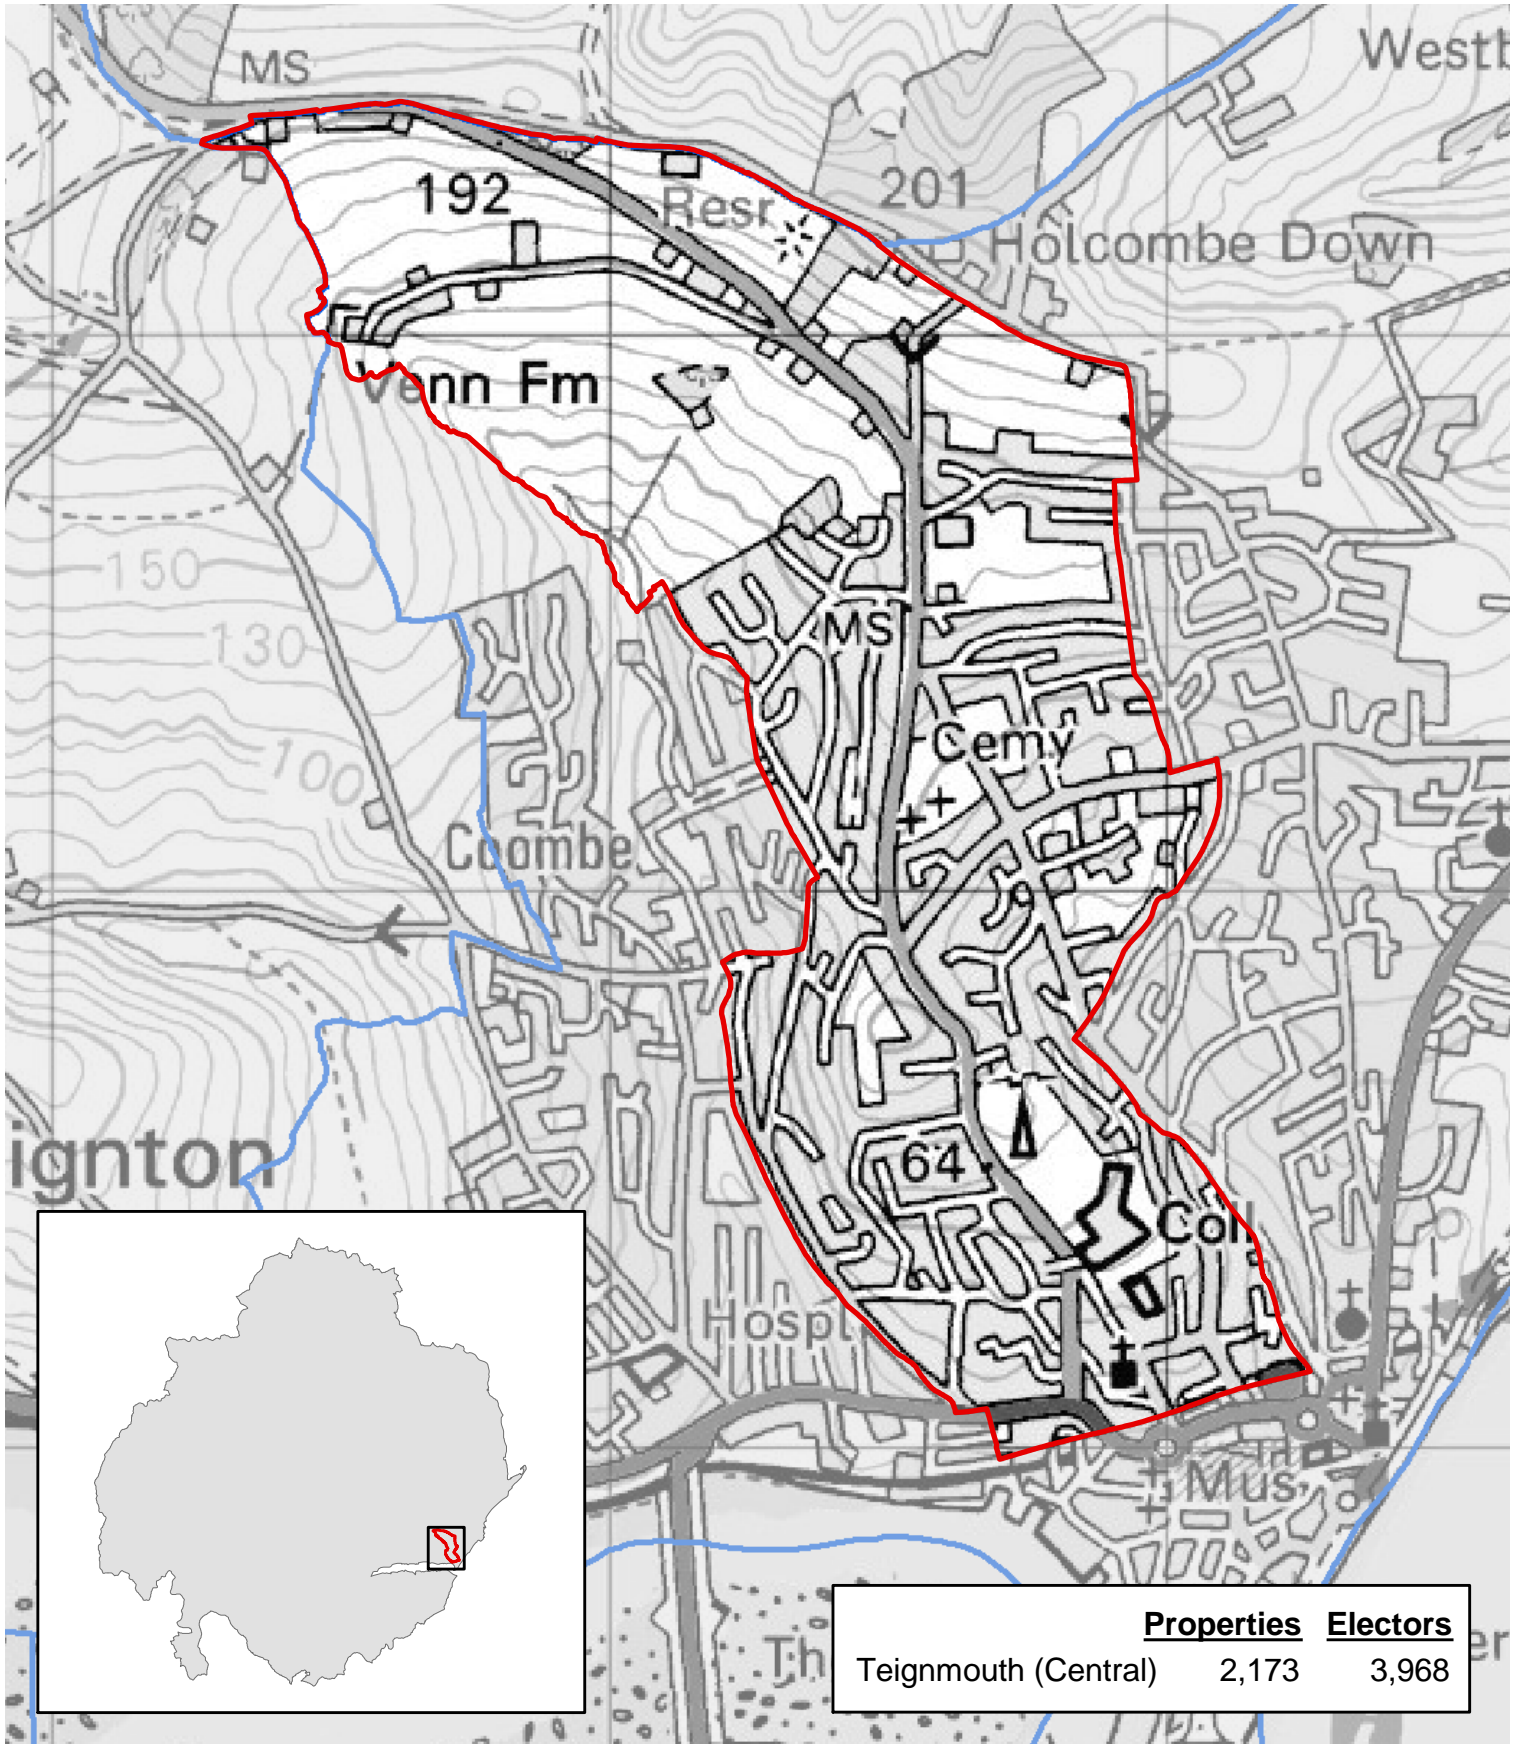 MS
Westb
192
Resr
201
Holcombe Down
Venn Fm
150
130
MS
100
Cemy
Coombe
ignton
64
Coll
Hospl
Mus
Th
er
Properties Electors
Teignmouth (Central) 2,173 3,968